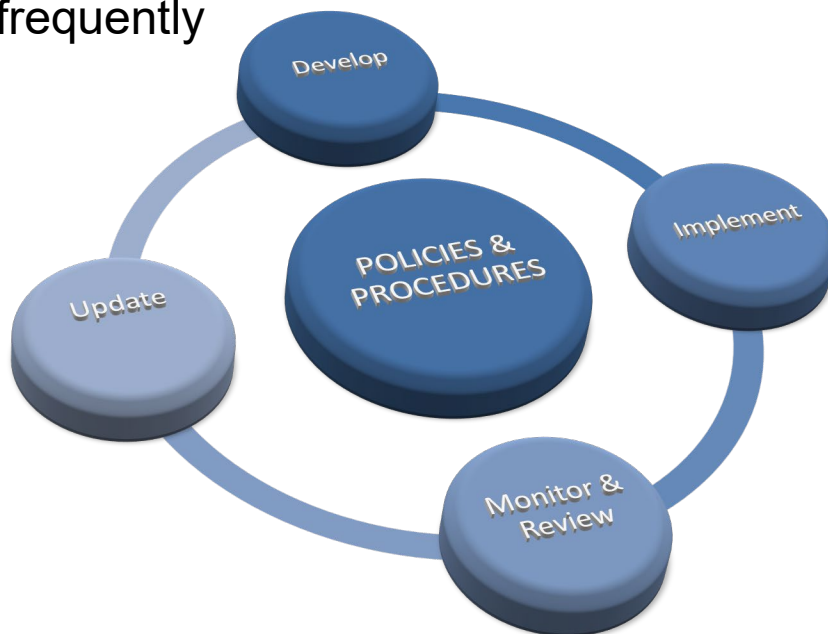 frequently
Develop
Implement
POLICIES &
PROCEDURES
Update
Monitor &
Review